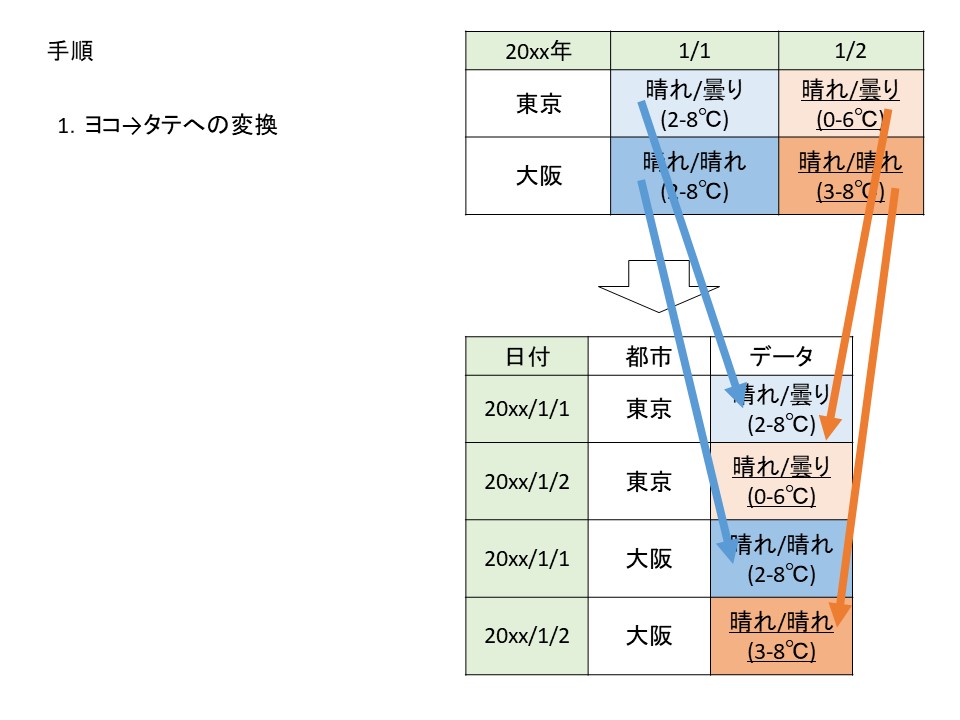 手順
1. ヨコ→タテへの変換
20xx年 1/1 1/2
東京 晴れ/曇り 晴れ/曇り
(2-8℃) (0-6℃)
大阪 晴れ/晴れ 晴れ/晴れ
(2-8℃) (3-8℃)
日付 都市 データ
20xx/1/1 東京 晴れ/曇り
(2-8℃)
20xx/1/2 東京 晴れ/曇り
(0-6℃)
20xx/1/1 大阪 晴れ/晴れ
(2-8℃)
20xx/1/2 大阪 晴れ/晴れ
(3-8℃)